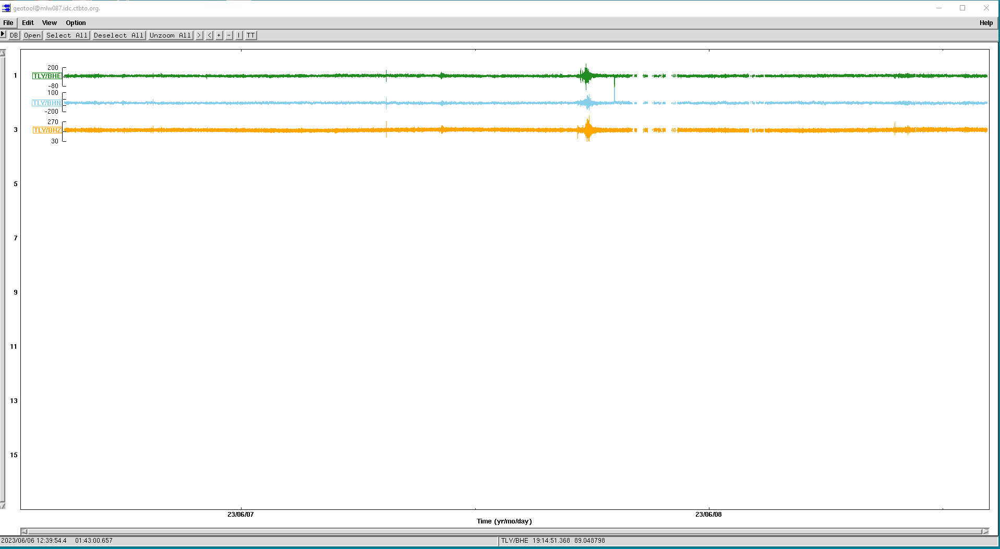 geotool@mlw087.idc.ctbto.org.
File Edit View Option Help
DB Open Select All Deselect All Unzoom All > < + - | TT
200
1 TLY/BHE
-80
100
TLY/BHN
-200
270
3 TLY/BHZ
30
5
7
9
11
13
15
23/06/07 23/06/08
Time (yr/mo/day)
2023/06/06 12:39:54.4 01:43:00.657 TLY/BHE 19:14:51.368 89.048798